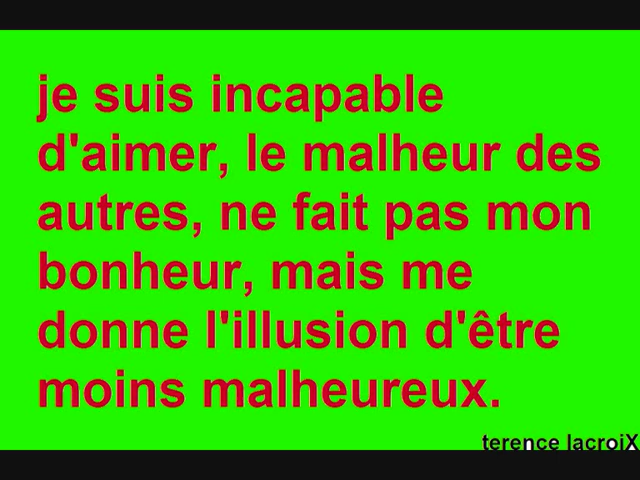 je suis incapable
d'aimer, le malheur des
autres, ne fait pas mon
bonheur, mais me
donne l'illusion d'être
moins malheureux.
terence lacroiX